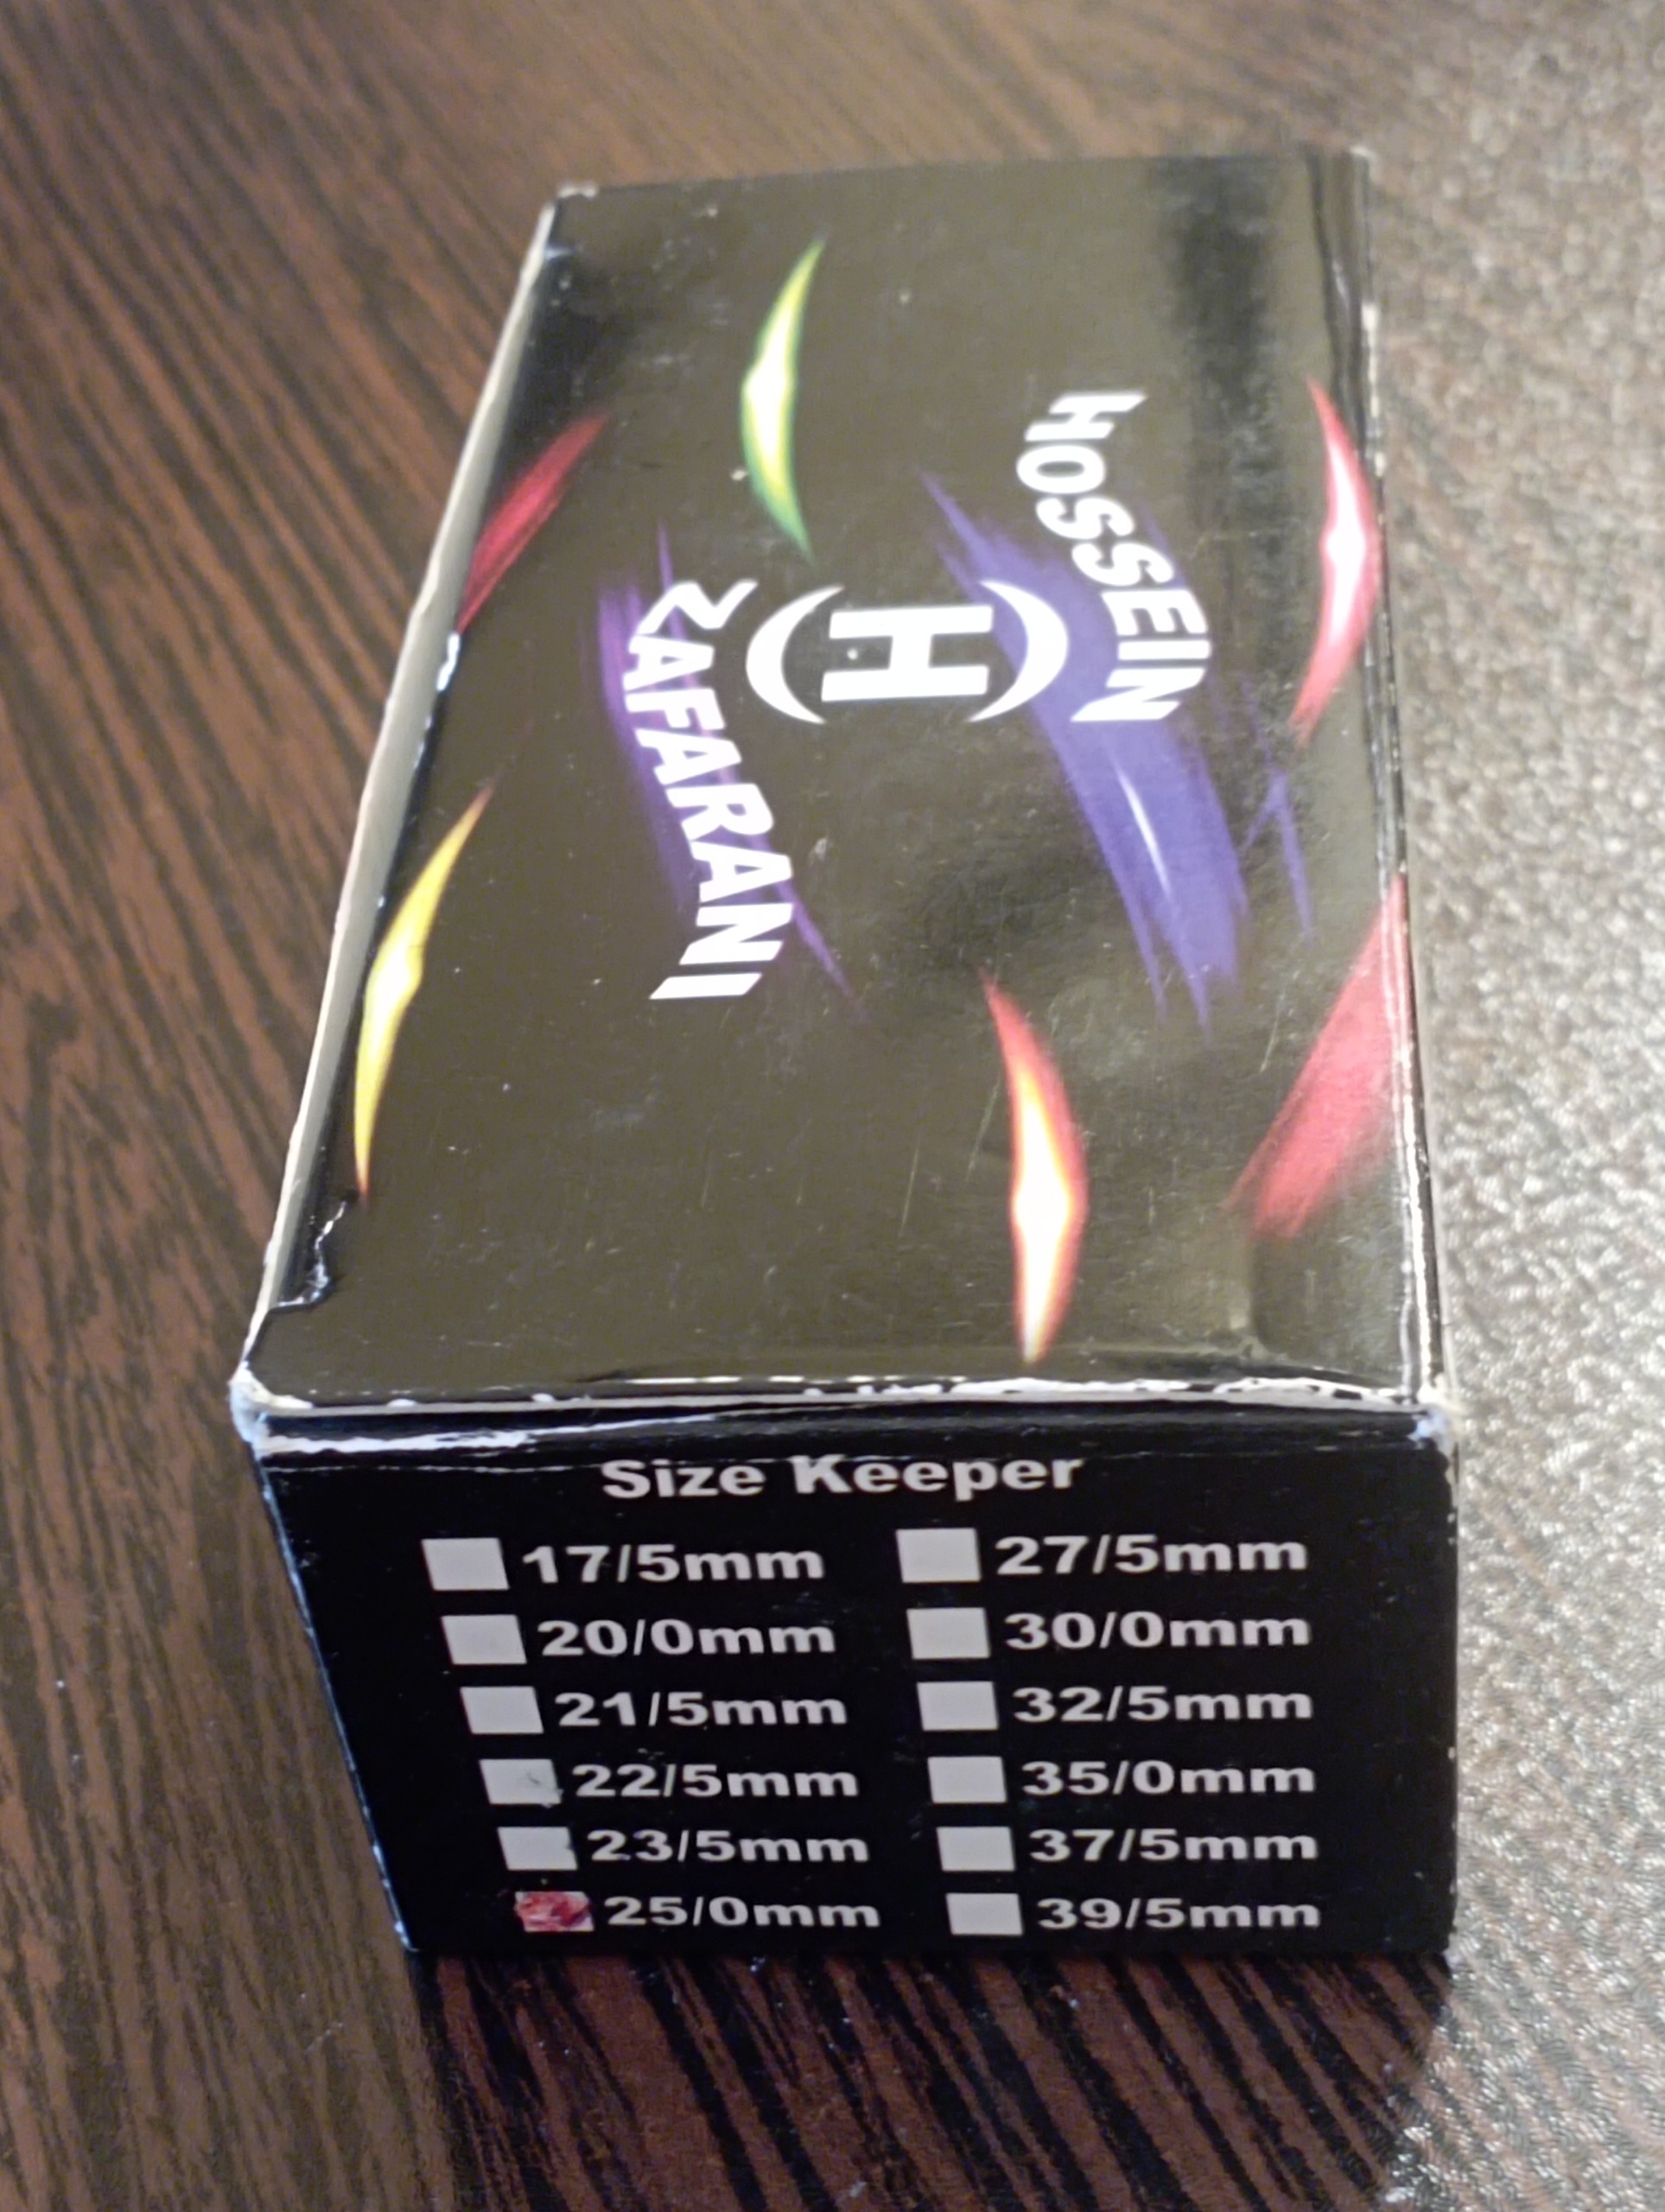 HOSSEIN
(H)
ZAFARANI
Size Keeper
17/5mm
20/0mm
21/5mm
22/5mm
23/5mm
25/0mm
27/5mm
30/0mm
32/5mm
35/0mm
37/5mm
39/5mm